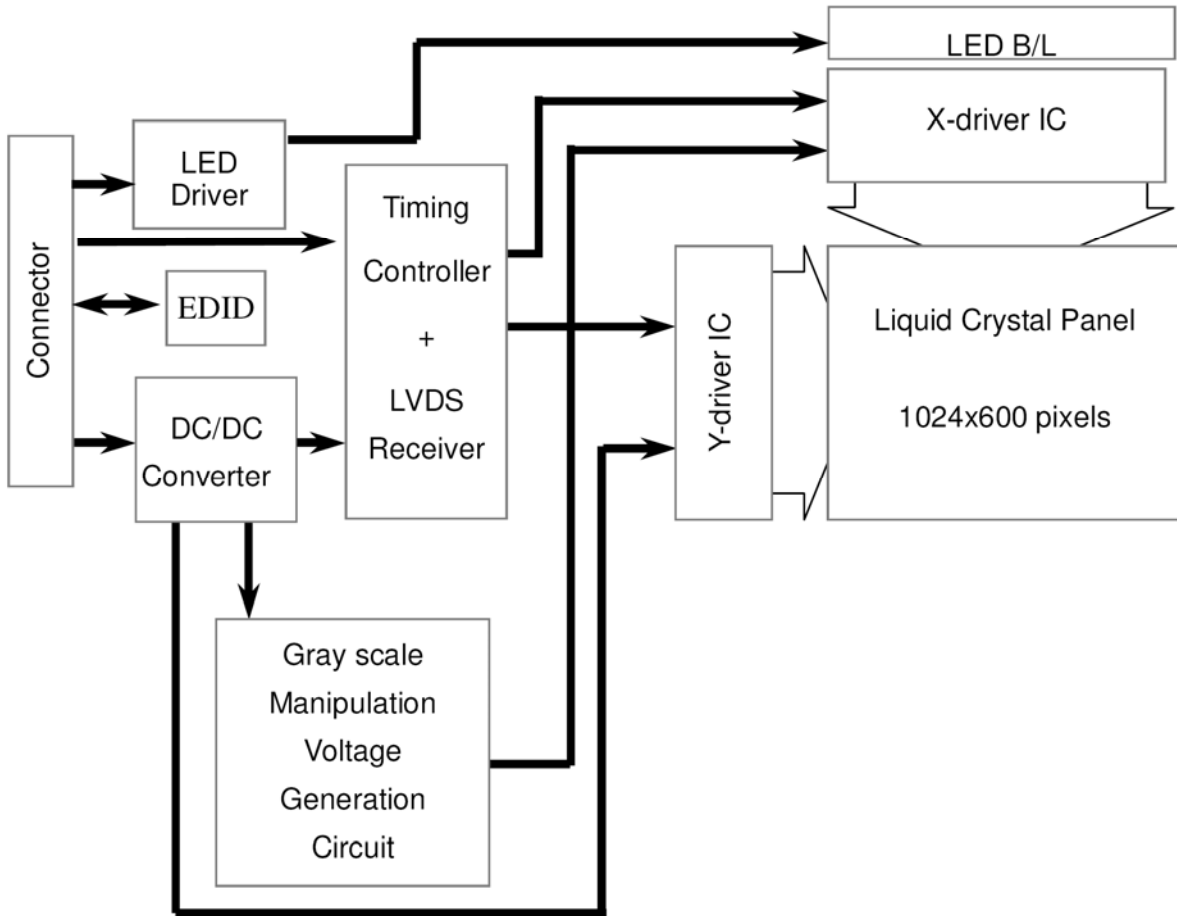 LED B/L
X-driver IC
LED
Driver
Timing
Controller
+
LVDS
Receiver
Connector
EDID
DC/DC
Converter
Y-driver IC
Liquid Crystal Panel
1024x600 pixels
Gray scale
Manipulation
Voltage
Generation
Circuit